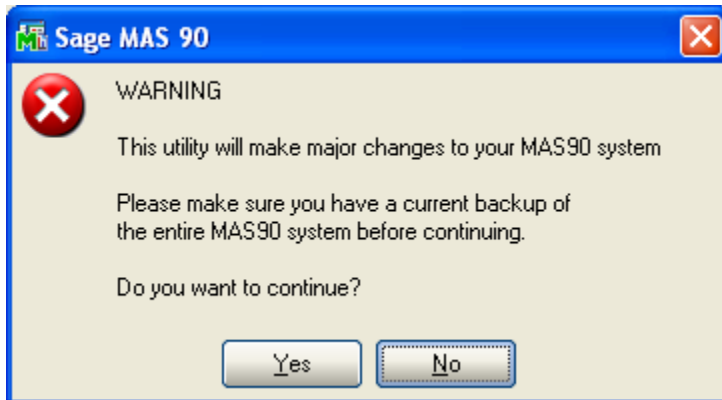 Sage MAS 90
WARNING
This utility will make major changes to your MAS90 system
Please make sure you have a current backup of
the entire MAS90 system before continuing.
Do you want to continue?
Yes
No